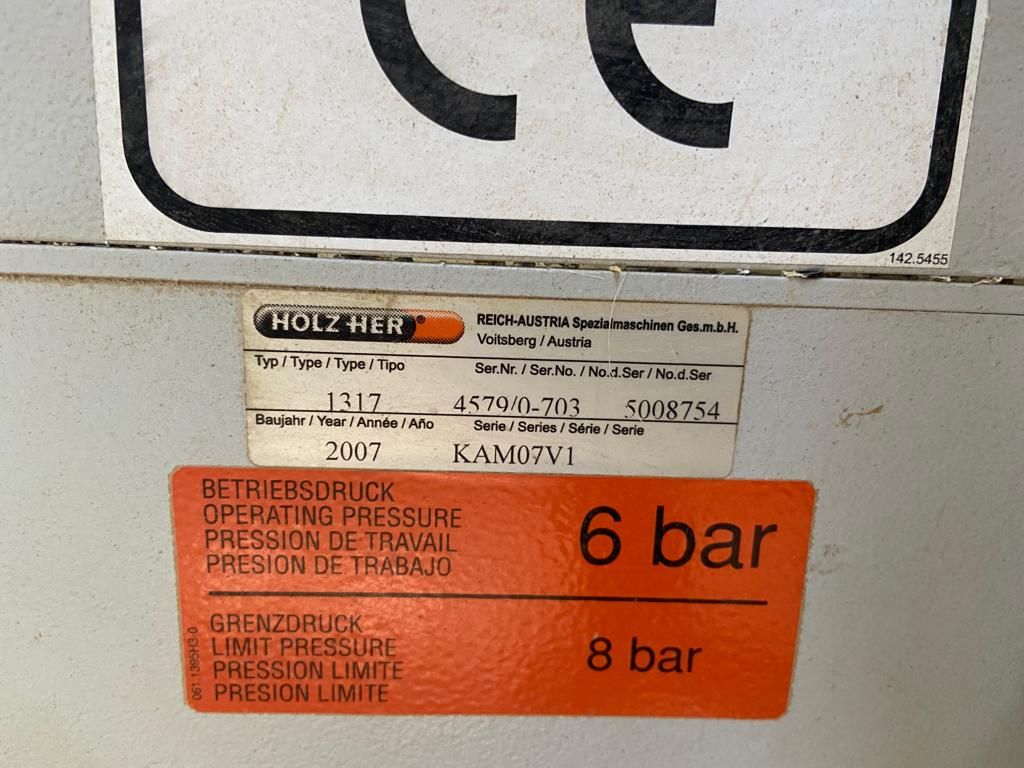 CE
142.5455
HOLZ-HER®
REICH-AUSTRIA Spezialmaschinen Ges.m.b.H.
Voitsberg / Austria
Typ / Type / Type / Tipo
Ser.Nr. / Ser.No. / No.d.Ser / No.d.Ser
1317 4579/0-703 5008754
Baujahr / Year / Année / Año
Serie / Series / Série / Serie
2007 KAM07V1
BETRIEBSDRUCK
OPERATING PRESSURE
PRESSION DE TRAVAIL
PRESION DE TRABAJO
6 bar
GRENZDRUCK
LIMIT PRESSURE
PRESSION LIMITE
PRESION LIMITE
8 bar
061.1395H3-0